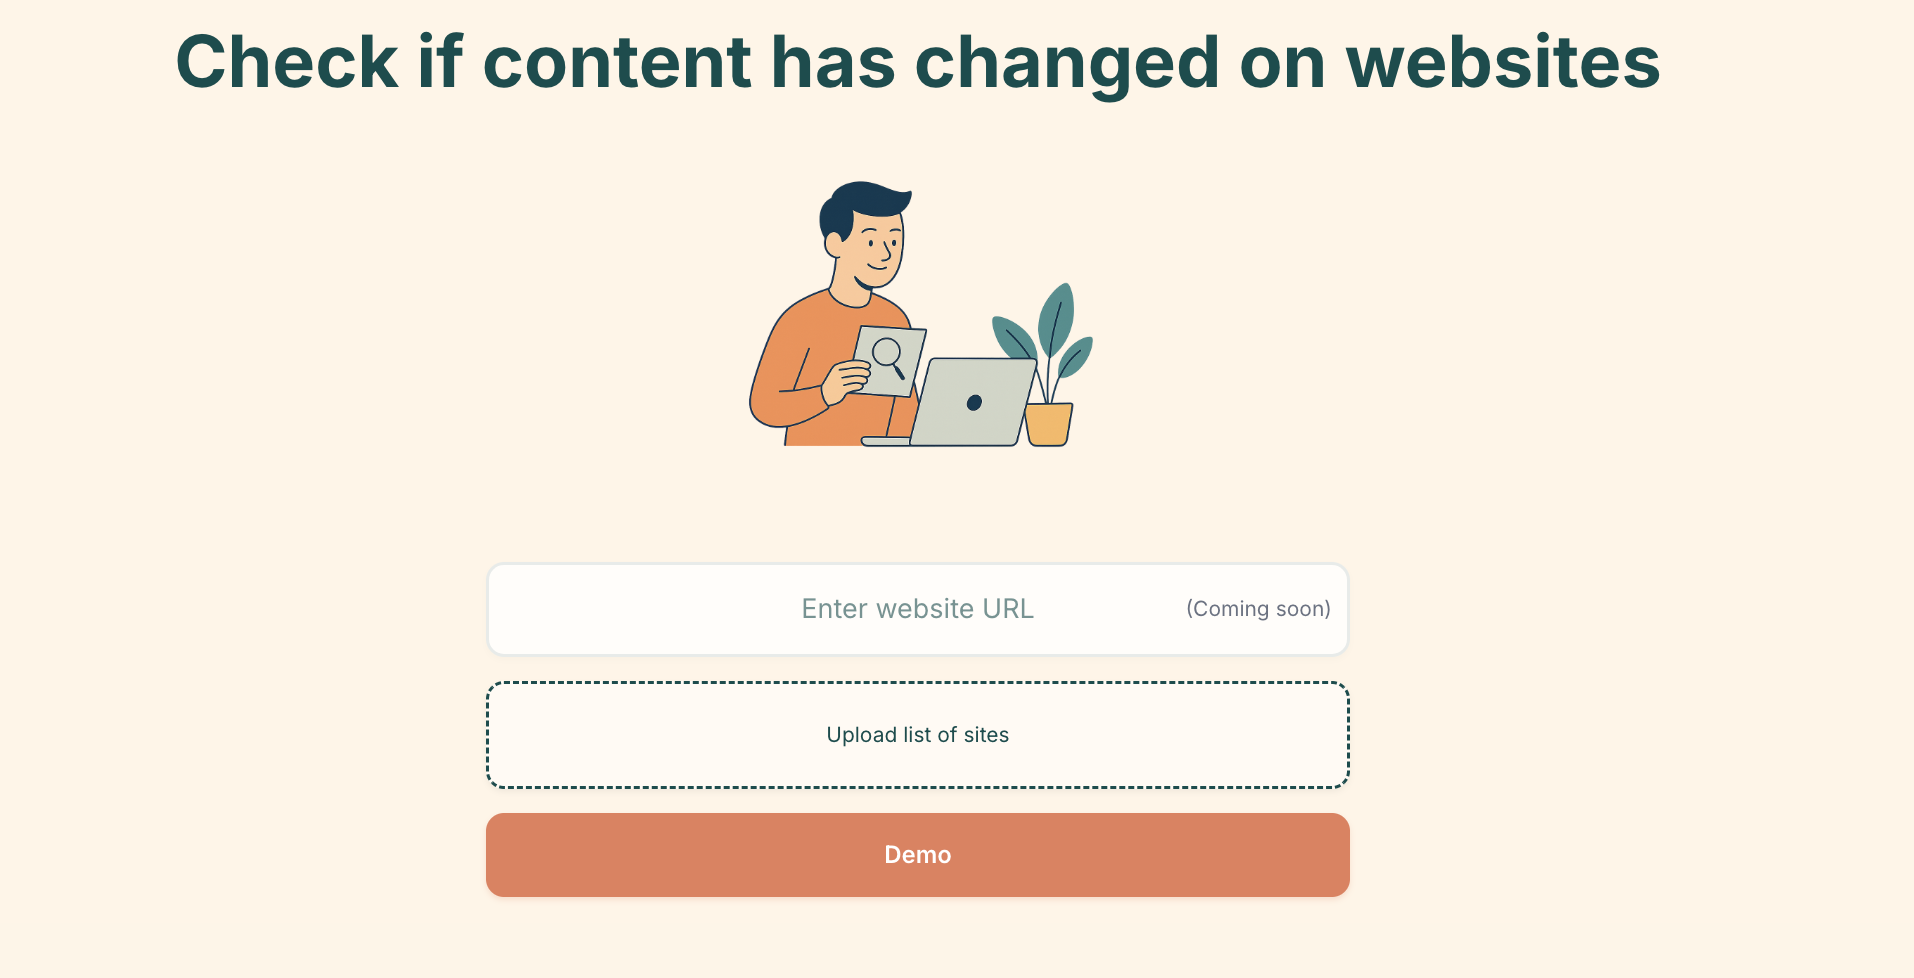 Check if content has changed on websites
Enter website URL (Coming soon)
Upload list of sites
Demo